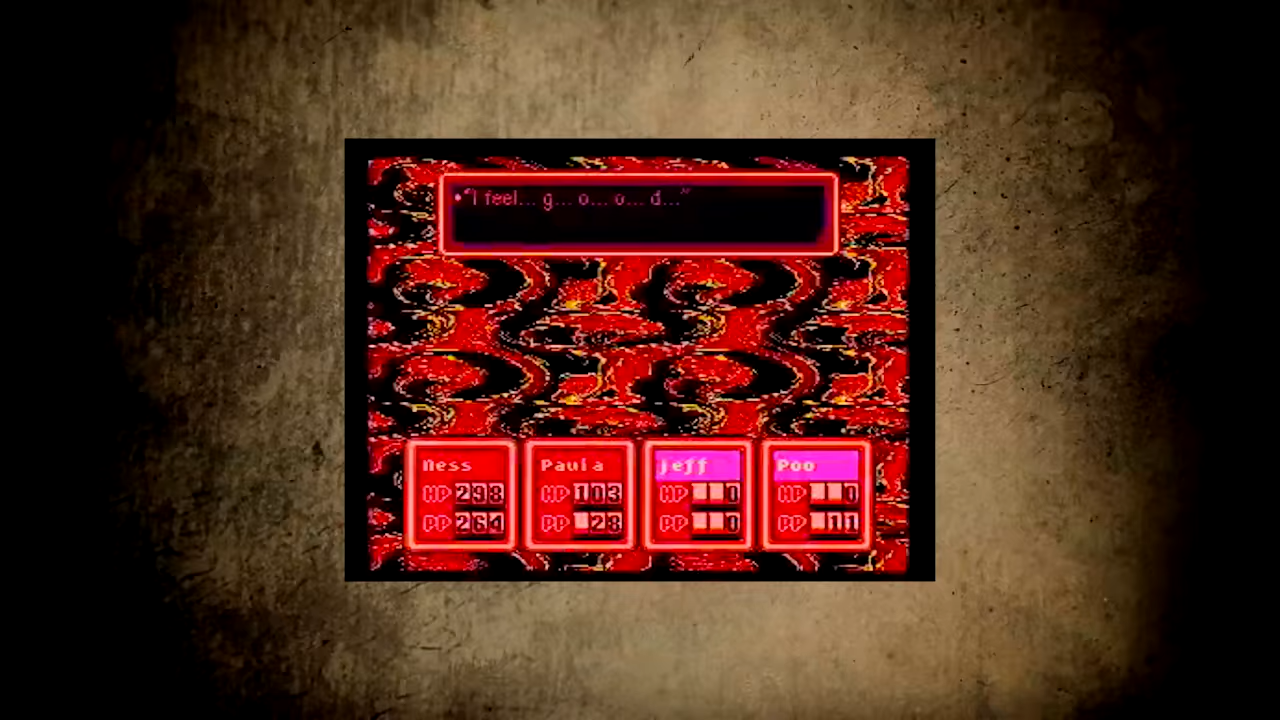 •"I feel... g... o... o... d..."
Ness Paula Jeff Poo
HP 298 HP 103 HP 0 HP 0
PP 264 PP 28 PP 0 PP 11